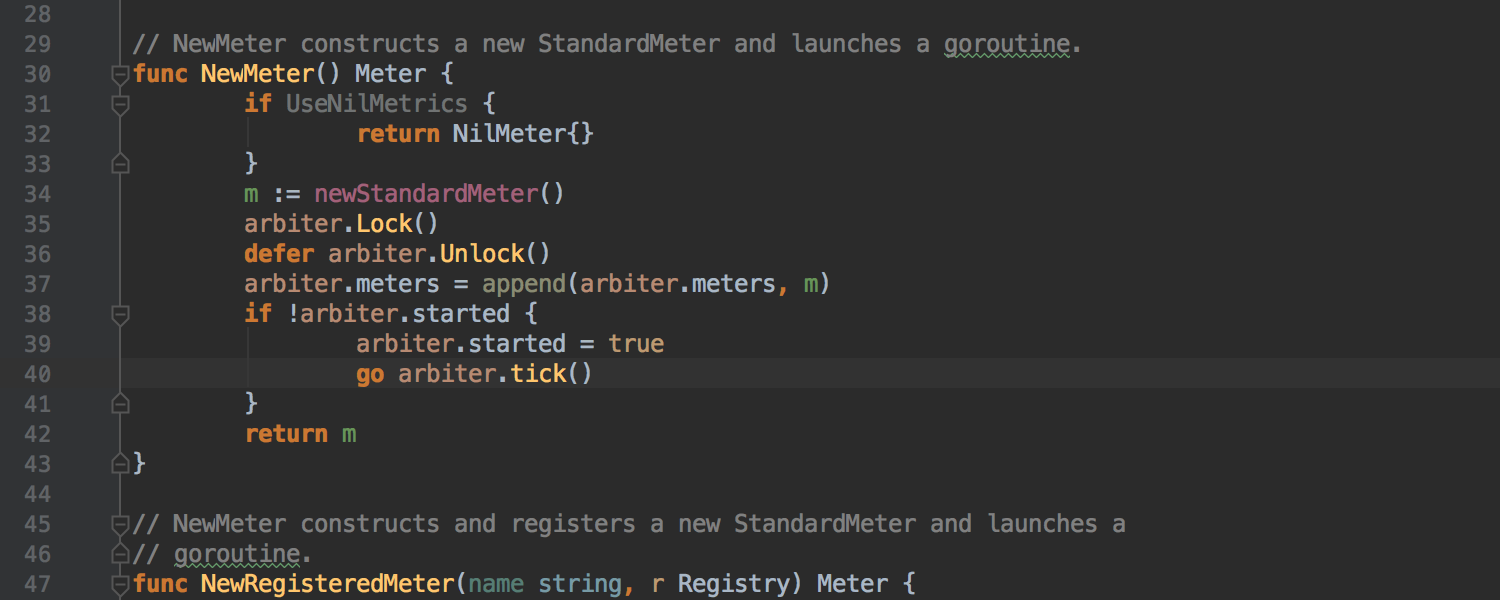 28
29 // NewMeter constructs a new StandardMeter and launches a goroutine.
30 func NewMeter() Meter {
31 if UseNilMetrics {
32 return NilMeter{}
33 }
34 m := newStandardMeter()
35 arbiter.Lock()
36 defer arbiter.Unlock()
37 arbiter.meters = append(arbiter.meters, m)
38 if !arbiter.started {
39 arbiter.started = true
40 go arbiter.tick()
41 }
42 return m
43 }
44
45 // NewMeter constructs and registers a new StandardMeter and launches a
46 // goroutine.
47 func NewRegisteredMeter(name string, r Registry) Meter {